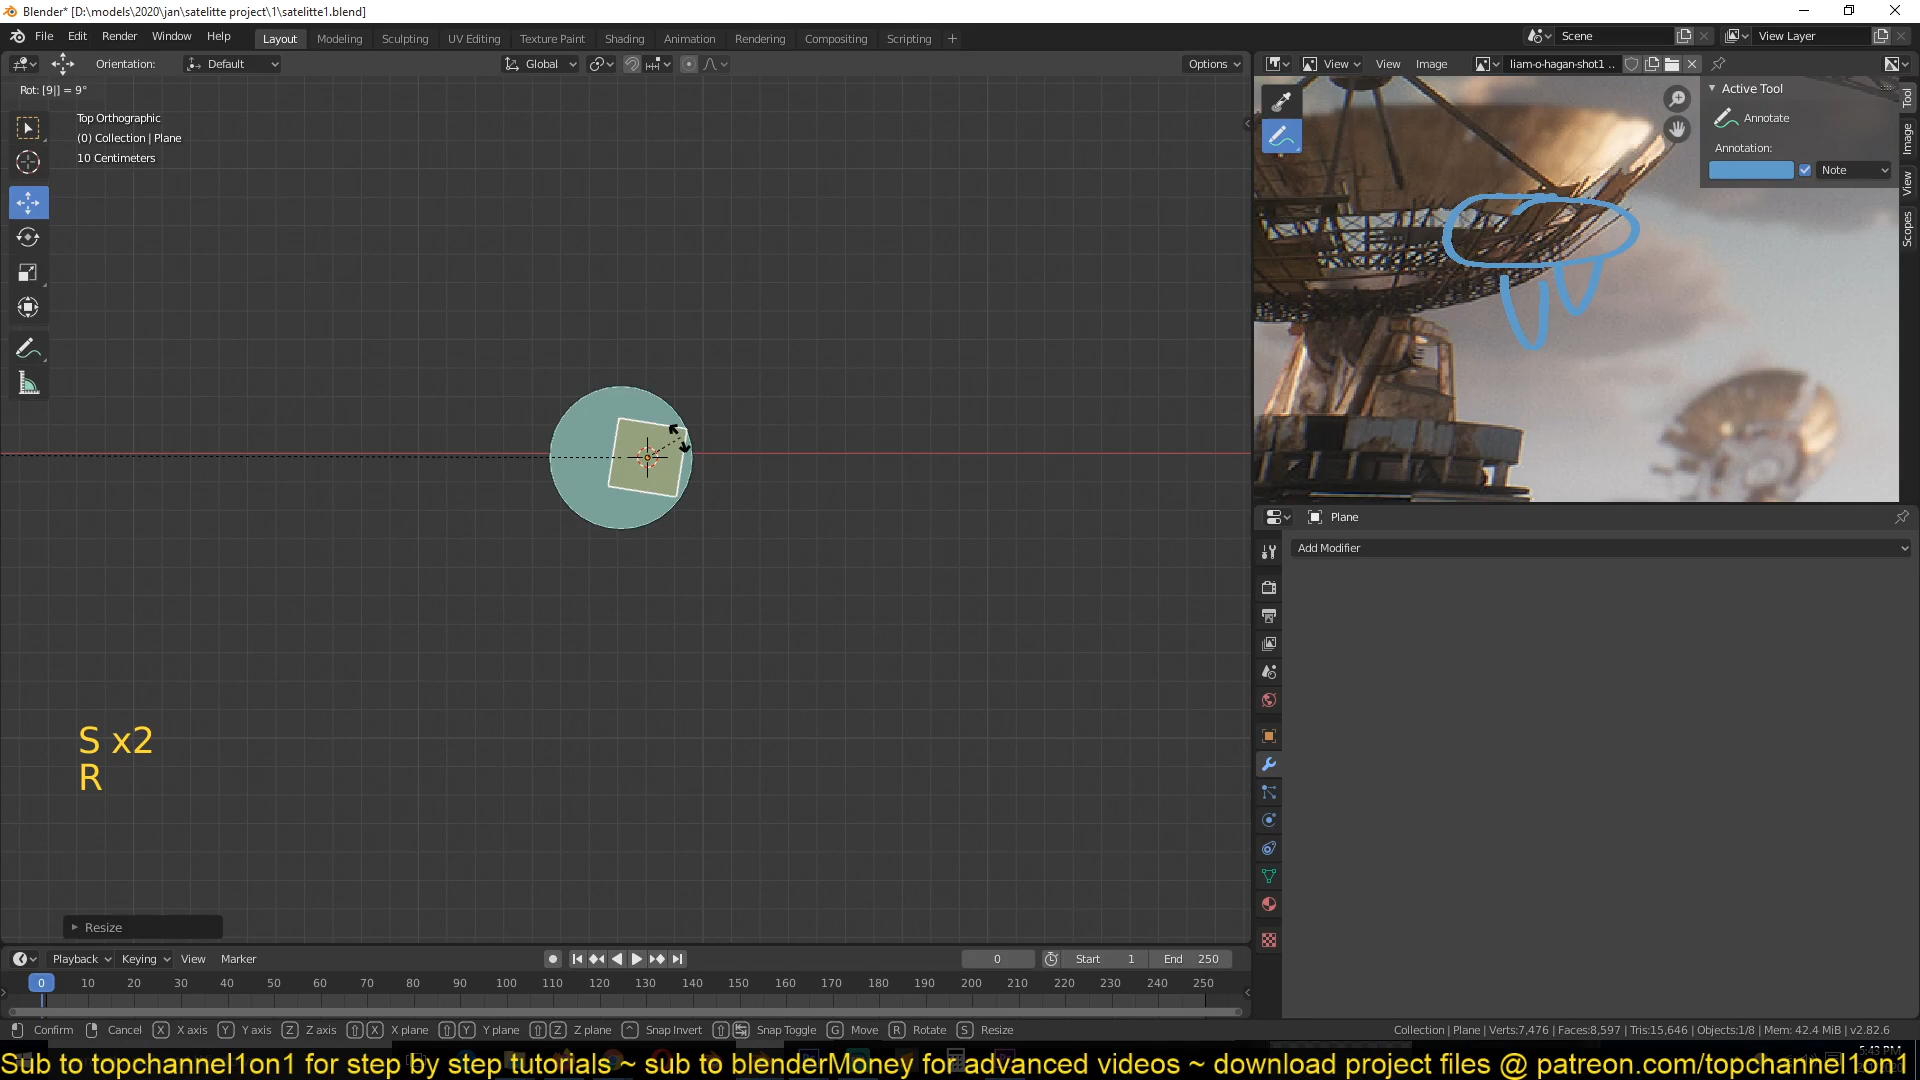 Blender* [D:\models\2020\jan\satelitte project\1\satelitte1.blend]
File Edit Render Window Help Layout Modeling Sculpting UV Editing Texture Paint Shading Animation Rendering Compositing Scripting + Scene View Layer
Orientation: Default Global Options View View Image liam-o-hagan-shot1 ..
Rot: [9|] = 9°
Top Orthographic
(0) Collection | Plane
10 Centimeters
Active Tool
Annotate
Annotation:
Note
Tool
Image
View
Scopes
Plane
Add Modifier
S x2
R
Resize
Playback Keying View Marker 0 Start 1 End 250
0 10 20 30 40 50 60 70 80 90 100 110 120 130 140 150 160 170 180 190 200 210 220 230 240 250
Confirm Cancel X X axis Y Y axis Z Z axis X X plane Y Y plane Z Z plane ^ Snap Invert Snap Toggle G Move R Rotate S Resize Collection | Plane | Verts:7,476 | Faces:8,597 | Tris:15,646 | Objects:1/8 | Mem: 42.4 MiB | v2.82.6
5:43 PM
Sub to topchannel1on1 for step by step tutorials ~ sub to blenderMoney for advanced videos ~ download project files @ patreon.com/topchannel1on1